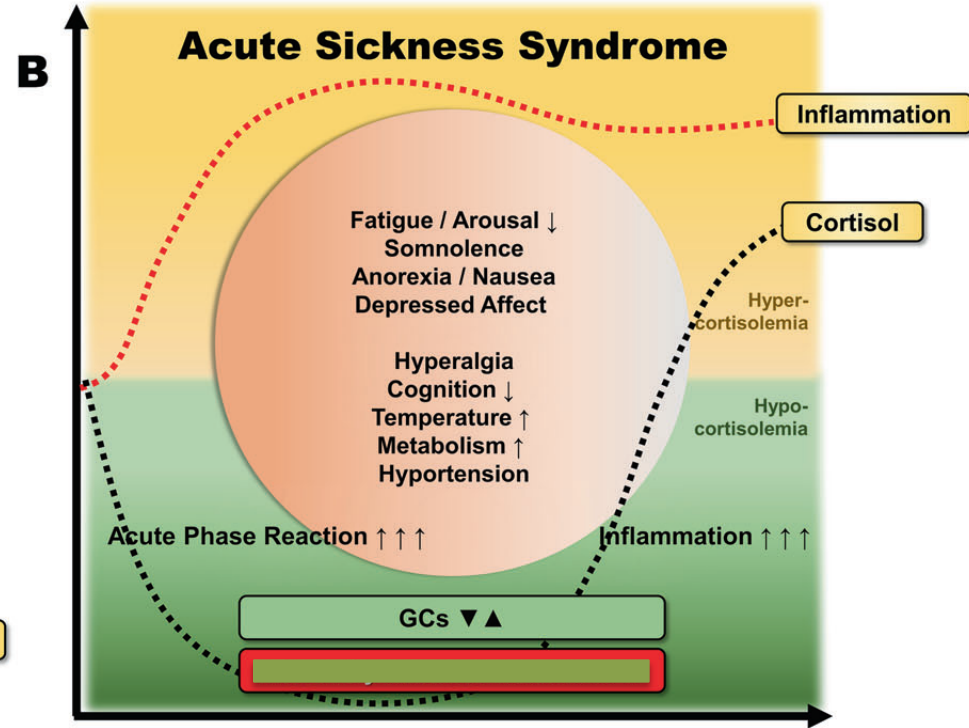 B
Acute Sickness Syndrome
Inflammation
Cortisol
Fatigue / Arousal ↓
Somnolence
Anorexia / Nausea
Depressed Affect
Hyper-
cortisolemia
Hyperalgia
Cognition ↓
Temperature ↑
Metabolism ↑
Hyportension
Hypo-
cortisolemia
Acute Phase Reaction ↑ ↑ ↑
Inflammation ↑ ↑ ↑
GCs ▼ ▲